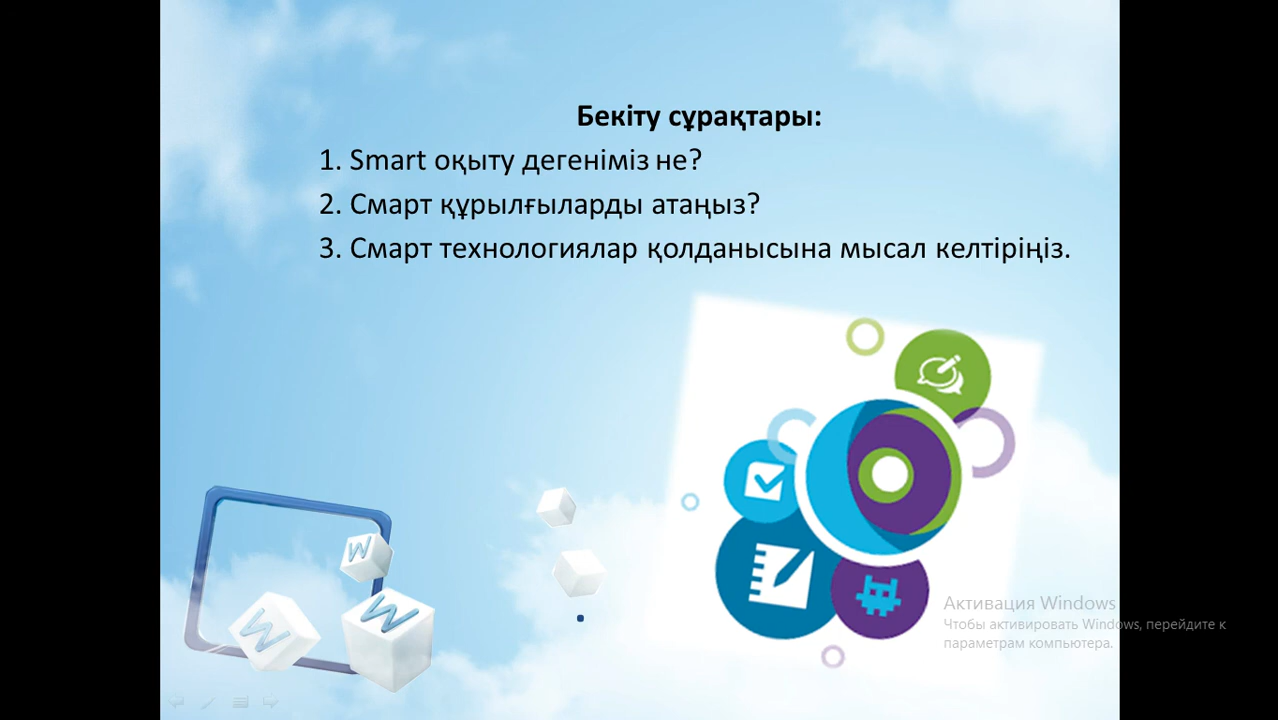 Бекіту сұрақтары:
1. Smart оқыту дегеніміз не?
2. Смарт құрылғыларды атаңыз?
3. Смарт технологиялар қолданысына мысал келтіріңіз.
W
W
W
Активация Windows
Чтобы активировать Windows, перейдите к
параметрам компьютера.